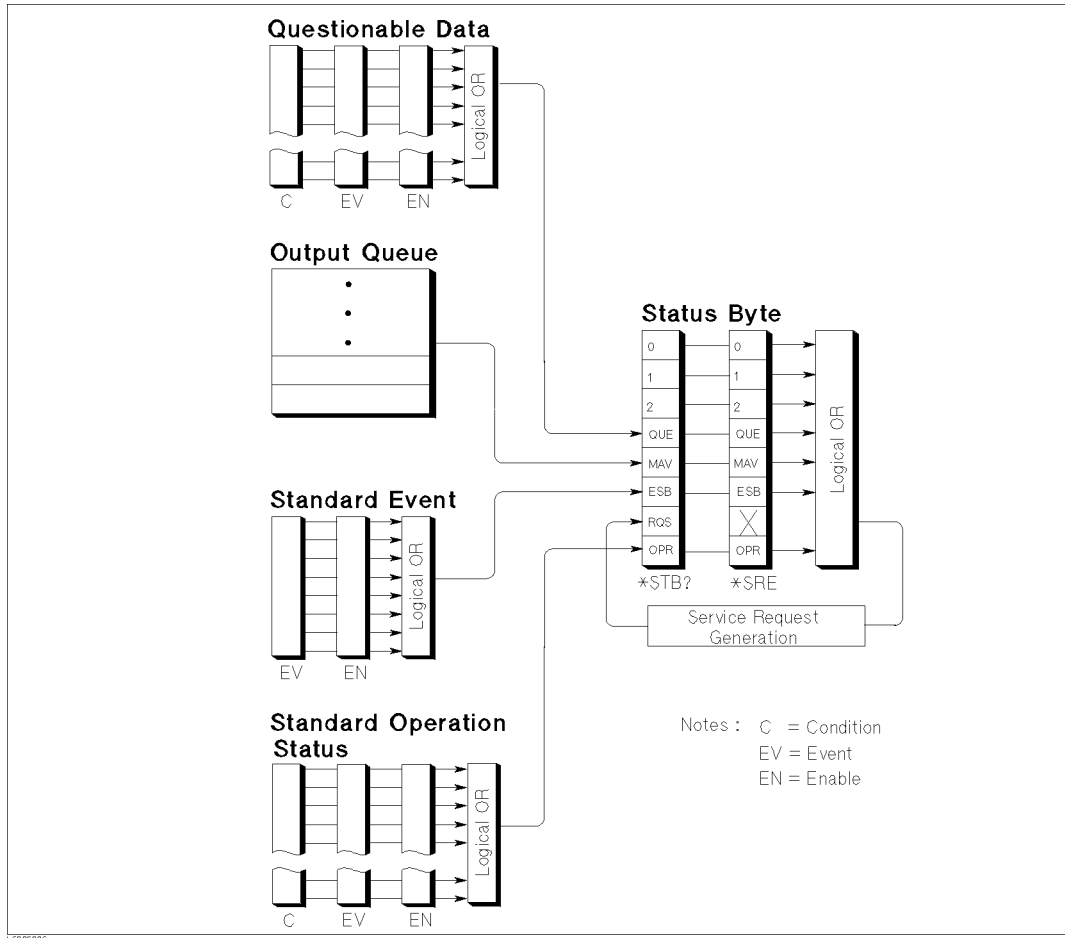 Questionable Data
Logical OR
C EV EN
Output Queue
Status Byte
0 0
1 1
2 2
QUE QUE
MAV MAV
ESB ESB
RQS
OPR OPR
Logical OR
*STB? *SRE
Service Request
Generation
Standard Event
Logical OR
EV EN
Standard Operation
Status
Logical OR
C EV EN
Notes : C = Condition
EV = Event
EN = Enable